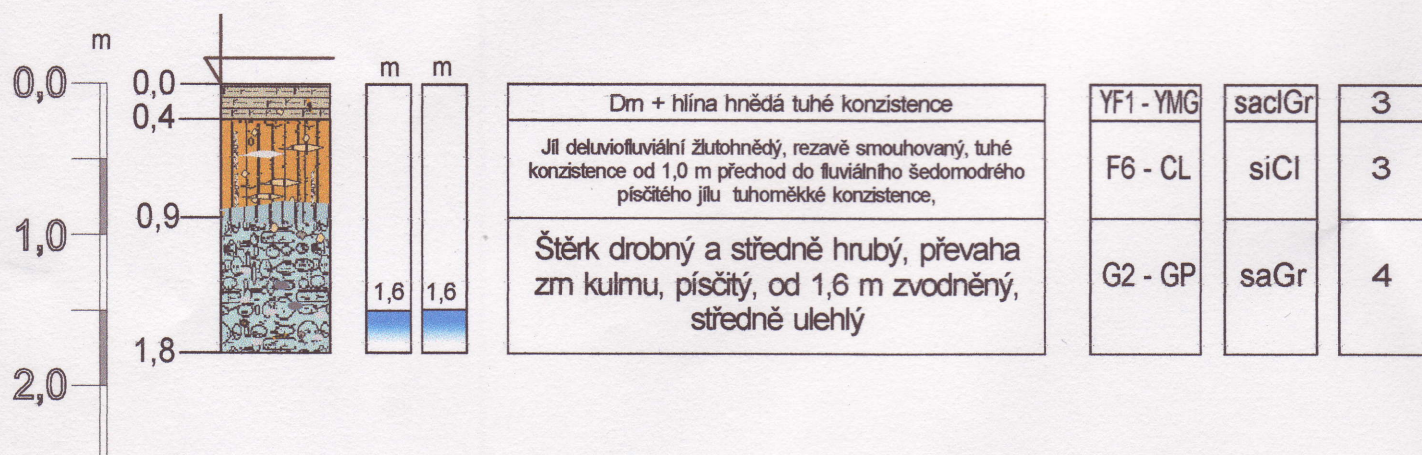 m
0,0
1,0
2,0
0,0
0,4
0,9
1,8
m m
1,6 1,6
Drn + hlína hnědá tuhé konzistence
Jíl deluviofluviální žlutohnědý, rezavě smouhovaný, tuhé
konzistence od 1,0 m přechod do fluviálního šedomodrého
písčitého jílu tuhoměkké konzistence,
Štěrk drobný a středně hrubý, převaha
zrn kulmu, písčitý, od 1,6 m zvodněný,
středně ulehlý
YF1 - YMG
F6 - CL
G2 - GP
saclGr
siCl
saGr
3
3
4